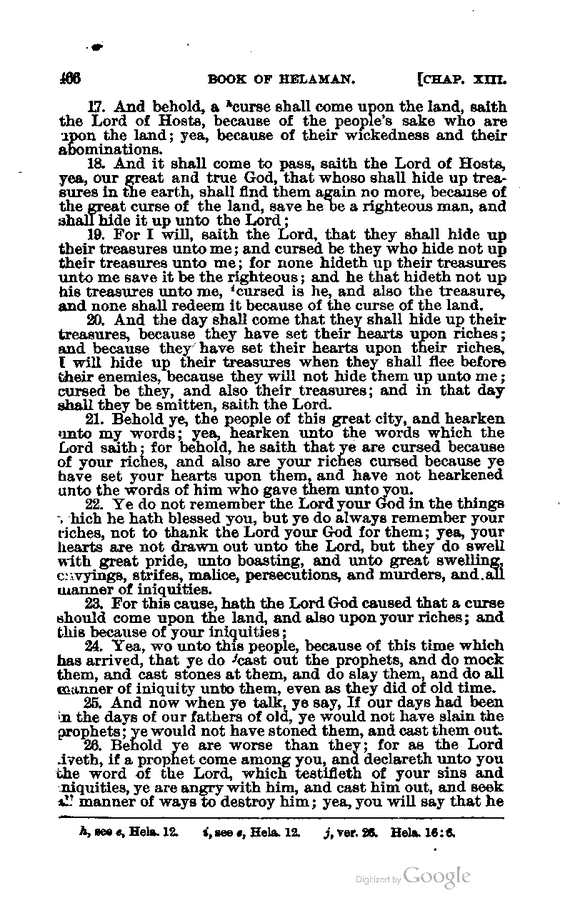 466 BOOK OF HELAMAN. [CHAP. XIII.
17. And behold, a ʰcurse shall come upon the land, saith
the Lord of Hosts, because of the people's sake who are
upon the land; yea, because of their wickedness and their
abominations.
18. And it shall come to pass, saith the Lord of Hosts,
yea, our great and true God, that whoso shall hide up trea-
sures in the earth, shall find them again no more, because of
the great curse of the land, save he be a righteous man, and
shall hide it up unto the Lord;
19. For I will, saith the Lord, that they shall hide up
their treasures unto me; and cursed be they who hide not up
their treasures unto me; for none hideth up their treasures
unto me save it be the righteous; and he that hideth not up
his treasures unto me, ⁱcursed is he, and also the treasure,
and none shall redeem it because of the curse of the land.
20. And the day shall come that they shall hide up their
treasures, because they have set their hearts upon riches;
and because they have set their hearts upon their riches,
I will hide up their treasures when they shall flee before
their enemies, because they will not hide them up unto me;
cursed be they, and also their treasures; and in that day
shall they be smitten, saith the Lord.
21. Behold ye, the people of this great city, and hearken
unto my words; yea, hearken unto the words which the
Lord saith; for behold, he saith that ye are cursed because
of your riches, and also are your riches cursed because ye
have set your hearts upon them, and have not hearkened
unto the words of him who gave them unto you.
22. Ye do not remember the Lord your God in the things
which he hath blessed you, but ye do always remember your
riches, not to thank the Lord your God for them; yea, your
hearts are not drawn out unto the Lord, but they do swell
with great pride, unto boasting, and unto great swelling,
envyings, strifes, malice, persecutions, and murders, and all
manner of iniquities.
23. For this cause, hath the Lord God caused that a curse
should come upon the land, and also upon your riches; and
this because of your iniquities;
24. Yea, wo unto this people, because of this time which
has arrived, that ye do ʲcast out the prophets, and do mock
them, and cast stones at them, and do slay them, and do all
manner of iniquity unto them, even as they did of old time.
25. And now when ye talk, ye say, If our days had been
in the days of our fathers of old, ye would not have slain the
prophets; ye would not have stoned them, and cast them out.
26. Behold ye are worse than they; for as the Lord
liveth, if a prophet come among you, and declareth unto you
the word of the Lord, which testifieth of your sins and
iniquities, ye are angry with him, and cast him out, and seek
all manner of ways to destroy him; yea, you will say that he
h, see e, Hela. 12. i, see e, Hela. 12. j, ver. 26. Hela. 16:6.
Digitized by Google